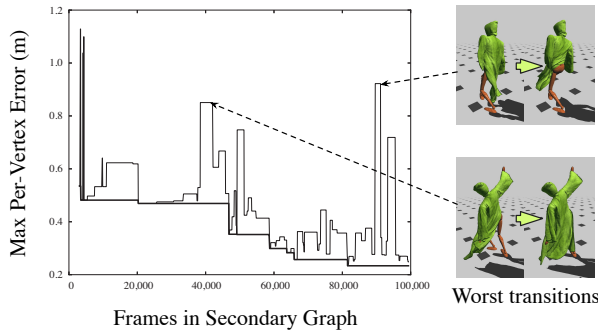 Max Per-Vertex Error (m)
1.2
1.0
0.8
0.6
0.4
0.2
0 20,000 40,000 60,000 80,000 100,000
Frames in Secondary Graph
Worst transitions